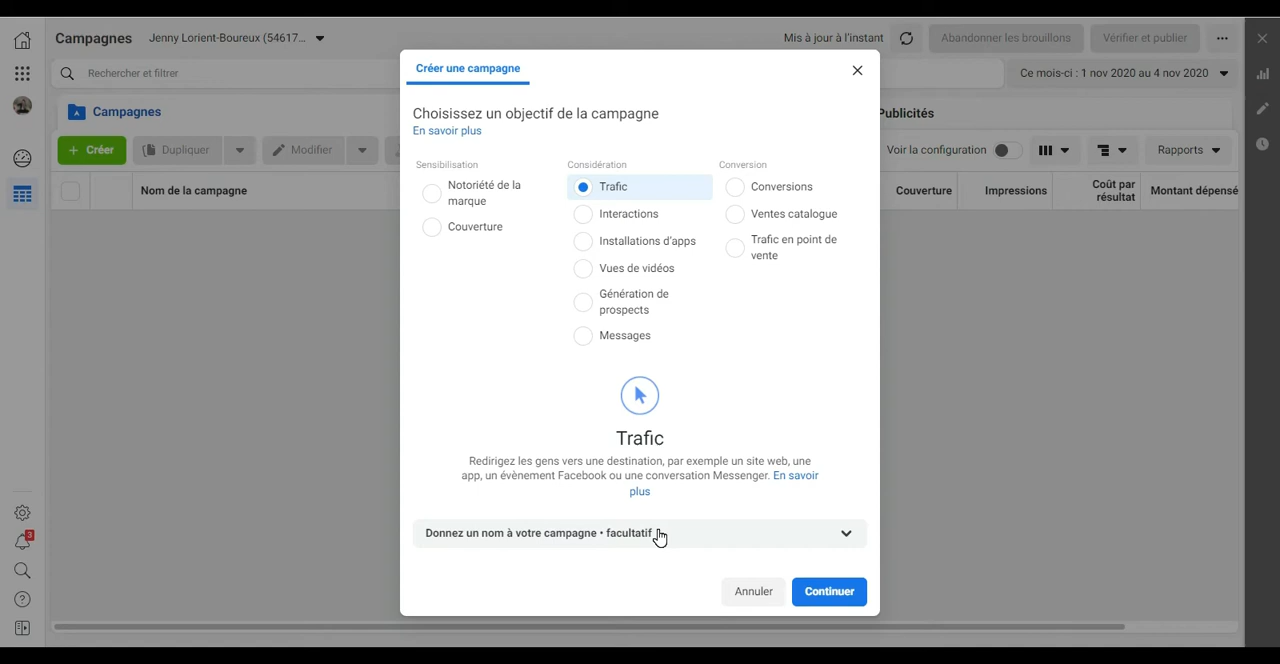 Campagnes Jenny Lorient-Boureux (54617... Mis à jour à l'instant Abandonner les brouillons Vérifier et publier
Rechercher et filtrer Ce mois-ci : 1 nov 2020 au 4 nov 2020
Campagnes Publicités
+ Créer Dupliquer Modifier Voir la configuration Rapports
Nom de la campagne Couverture Impressions Coût par résultat Montant dépensé
Créer une campagne
Choisissez un objectif de la campagne
En savoir plus
Sensibilisation
Notoriété de la
marque
Couverture
Considération
Trafic
Interactions
Installations d'apps
Vues de vidéos
Génération de
prospects
Messages
Conversion
Conversions
Ventes catalogue
Trafic en point de
vente
Trafic
Redirigez les gens vers une destination, par exemple un site web, une
app, un évènement Facebook ou une conversation Messenger. En savoir
plus
Donnez un nom à votre campagne • facultatif
Annuler Continuer
3